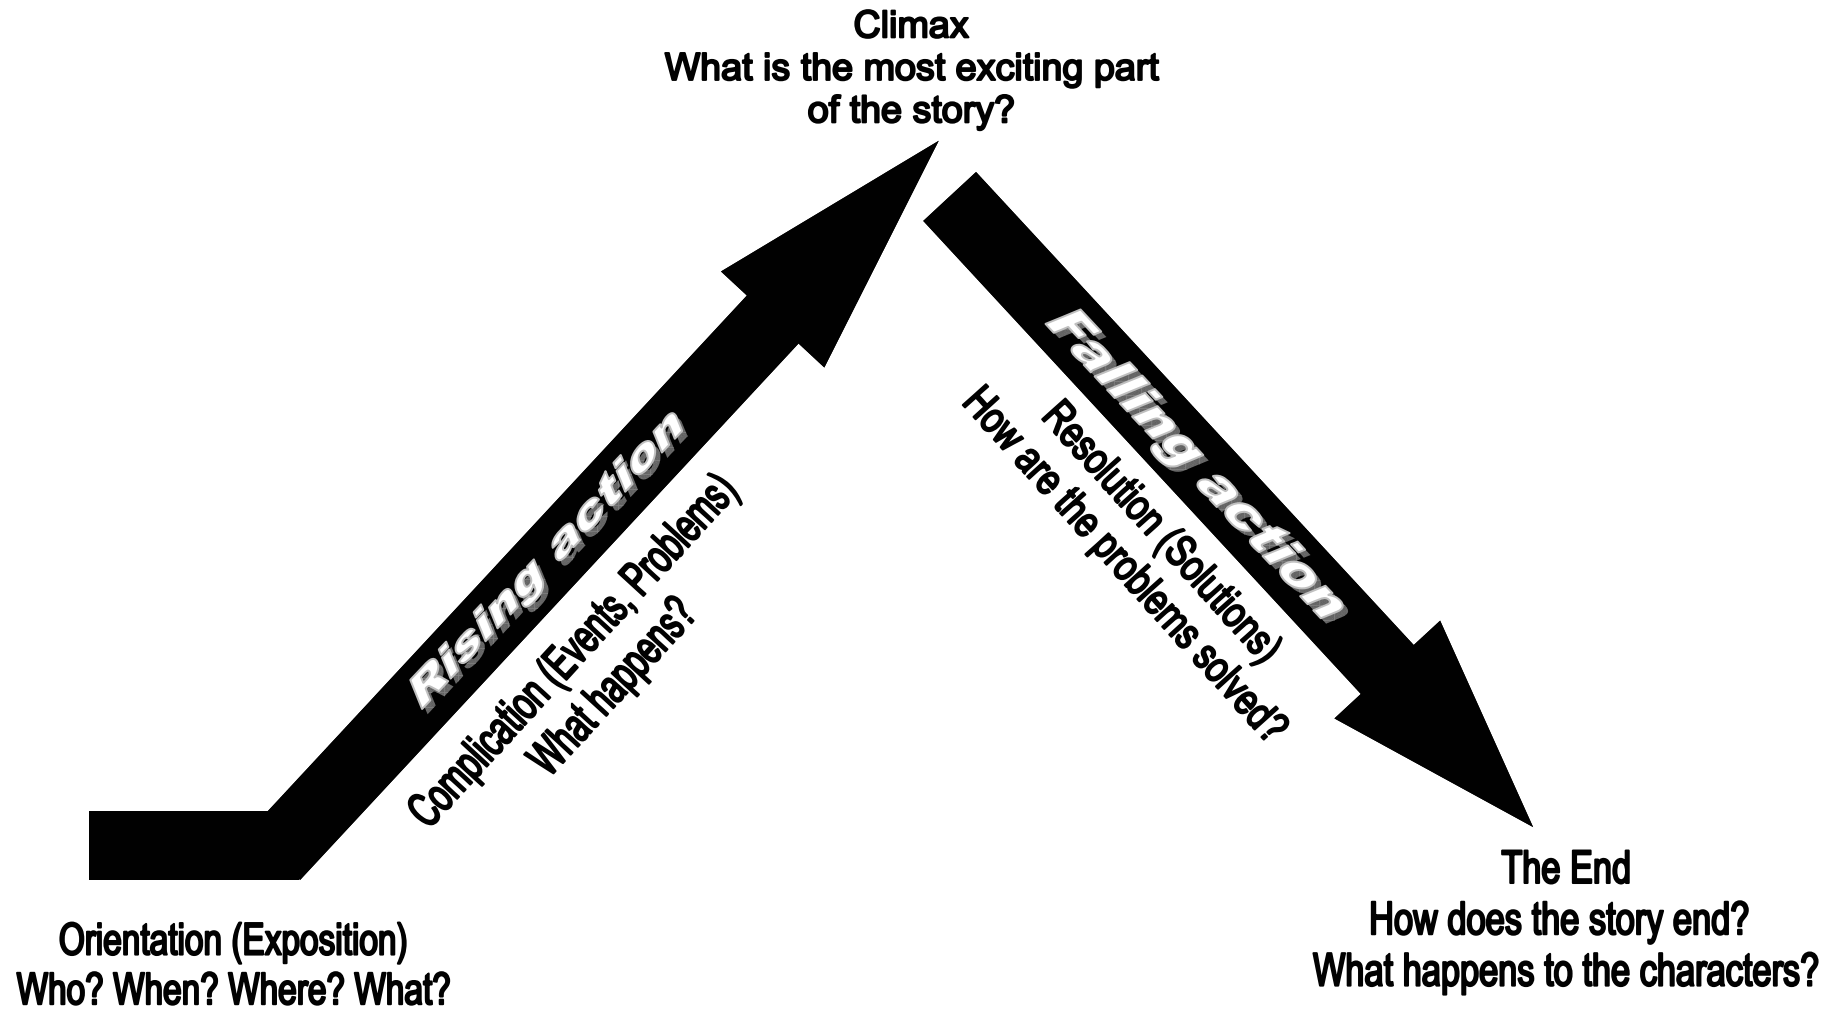 Climax
What is the most exciting part
of the story?
Rising action
Complication (Events, Problems)
What happens?
Falling action
Resolution (Solutions)
How are the problems solved?
Orientation (Exposition)
Who? When? Where? What?
The End
How does the story end?
What happens to the characters?